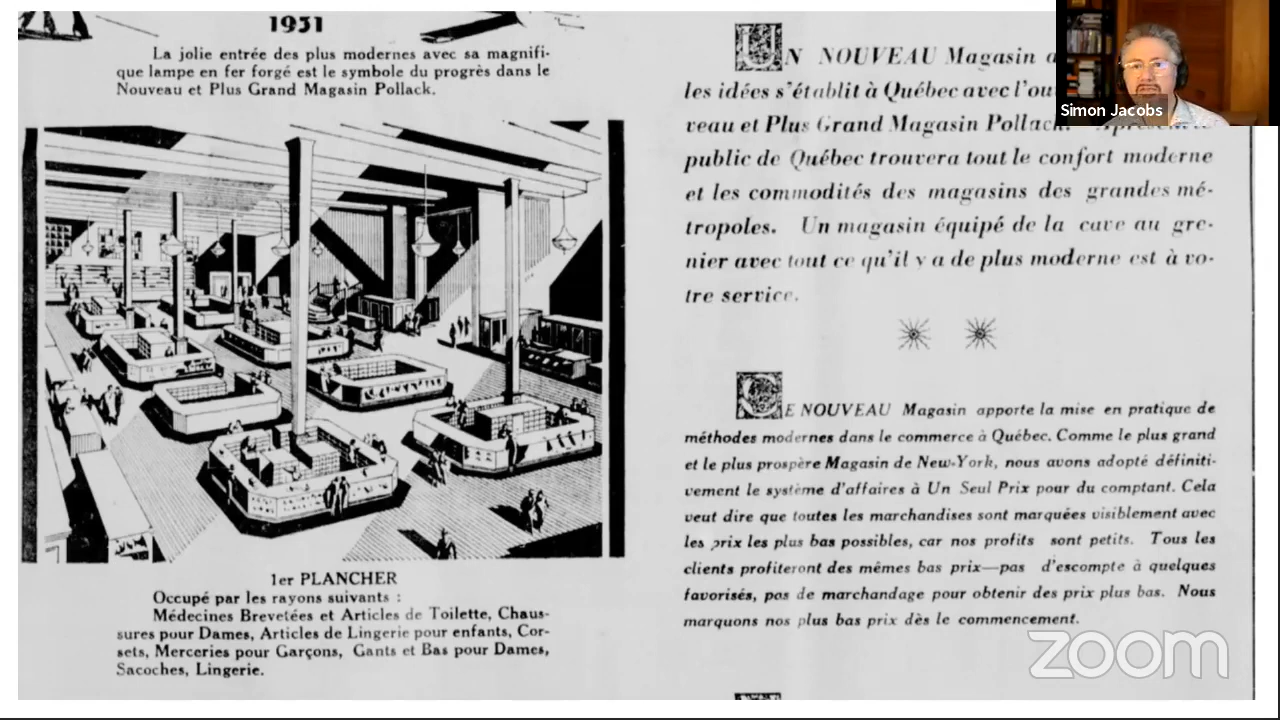 1931
La jolie entrée des plus modernes avec sa magnifi-
que lampe en fer forgé est le symbole du progrès dans le
Nouveau et Plus Grand Magasin Pollack.
1er PLANCHER
Occupé par les rayons suivants :
Médecines Brevetées et Articles de Toilette, Chaus-
sures pour Dames, Articles de Lingerie pour enfants, Cor-
sets, Merceries pour Garçons, Gants et Bas pour Dames,
Sacoches, Lingerie.
UN NOUVEAU Magasin
les idées s'établit à Québec avec l'ou
veau et Plus Grand Magasin Pollack.
public de Québec trouvera tout le confort moderne
et les commodités des magasins des grandes mé-
tropoles. Un magasin équipé de la cave au gre-
nier avec tout ce qu'il y a de plus moderne est à vo-
tre service.
CE NOUVEAU Magasin apporte la mise en pratique de
méthodes modernes dans le commerce à Québec. Comme le plus grand
et le plus prospère Magasin de New-York, nous avons adopté définiti-
vement le système d'affaires à Un Seul Prix pour du comptant. Cela
veut dire que toutes les marchandises sont marquées visiblement avec
les prix les plus bas possibles, car nos profits sont petits. Tous les
clients profiteront des mêmes bas prix—pas d'escompte à quelques
favorisés, pas de marchandage pour obtenir des prix plus bas. Nous
marquons nos plus bas prix dès le commencement.
Simon Jacobs
zoom